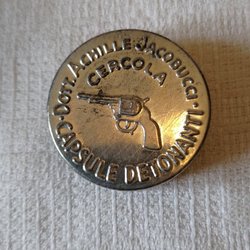 · DOTT. ACHILLE JACOBUCCI ·
CERCOLA
CAPSULE DETONANTI